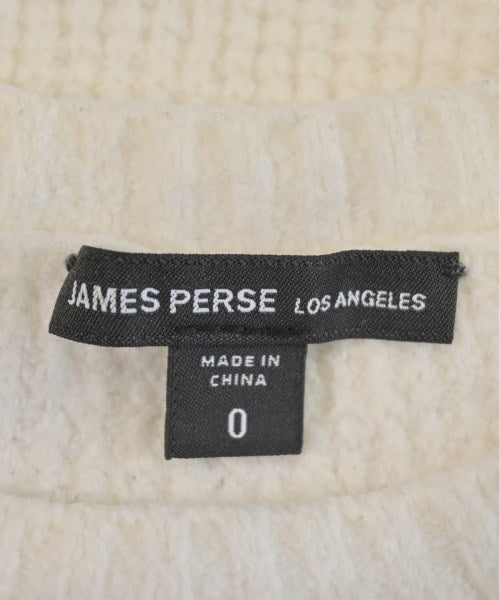 JAMES PERSE LOS ANGELES
MADE IN
CHINA
0